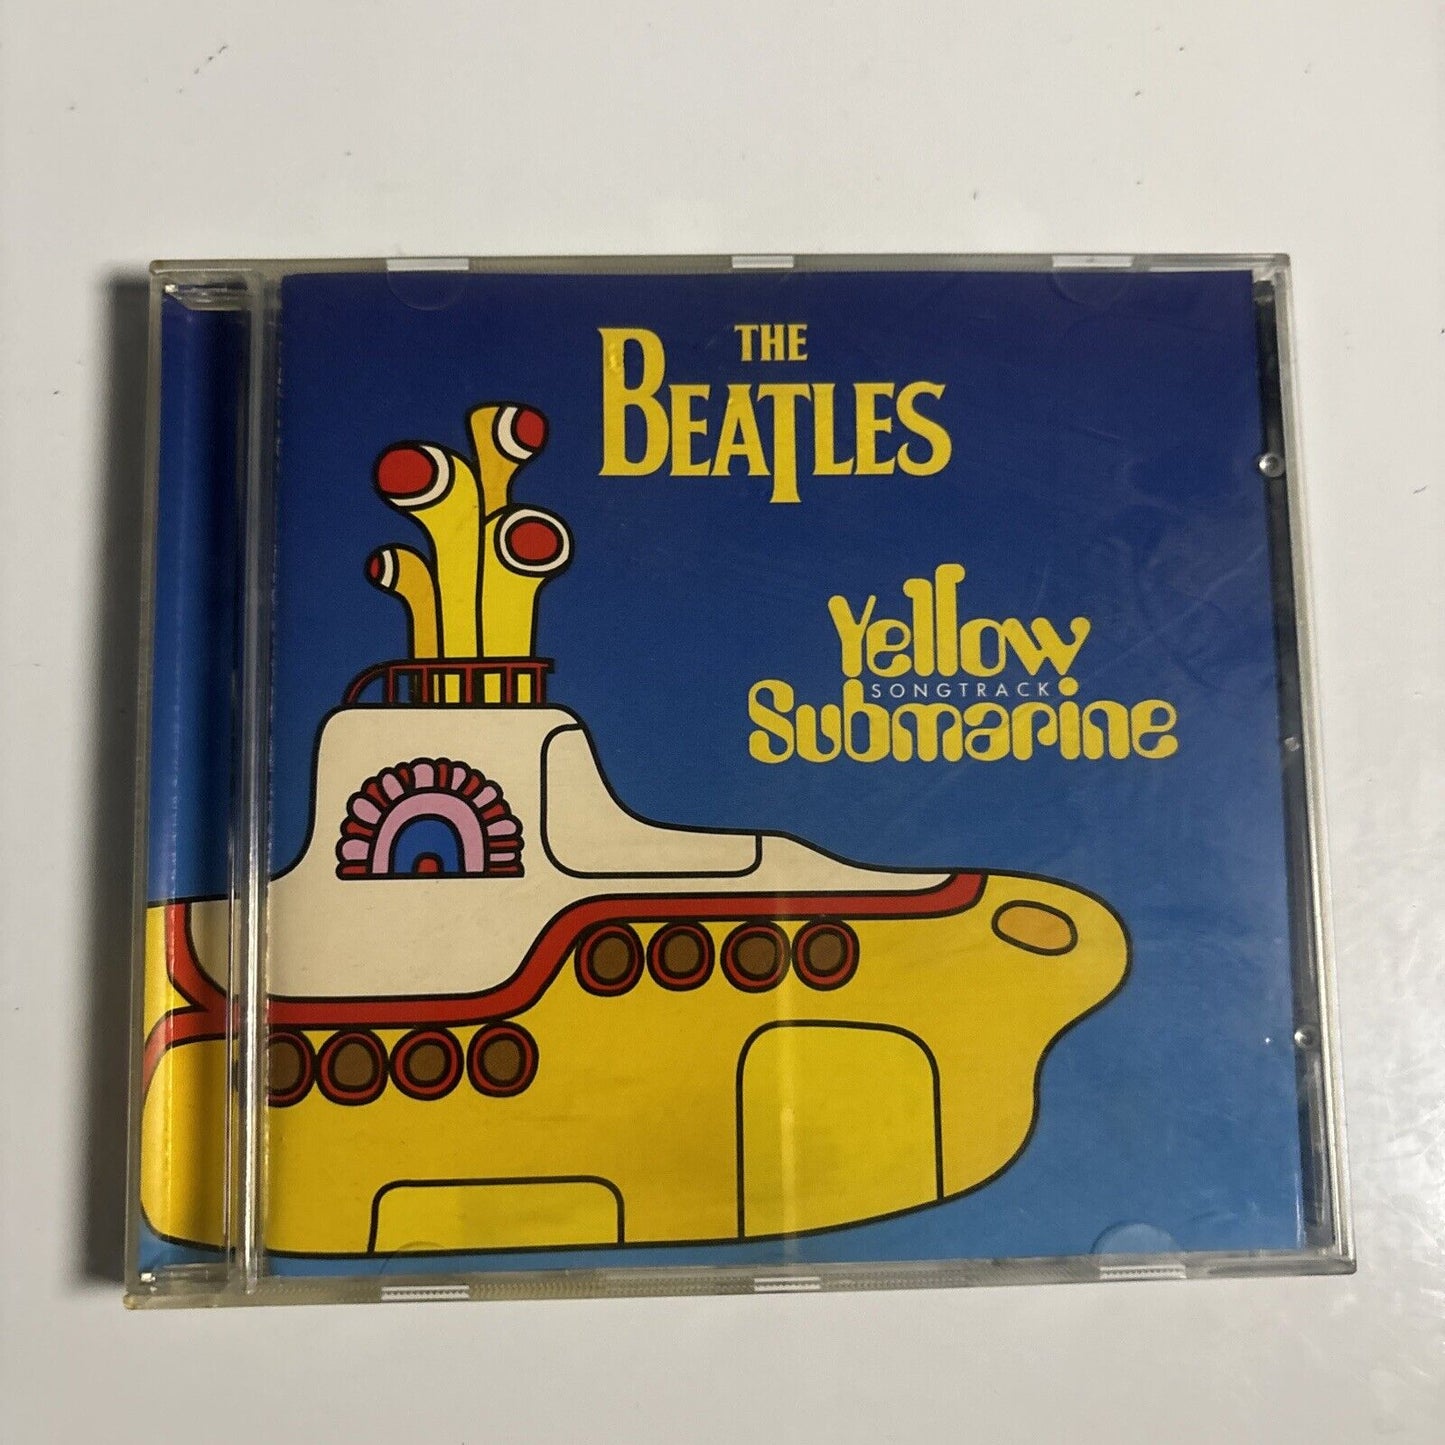 THE
BEATLES
Yellow
SONGTRACK
Submarine